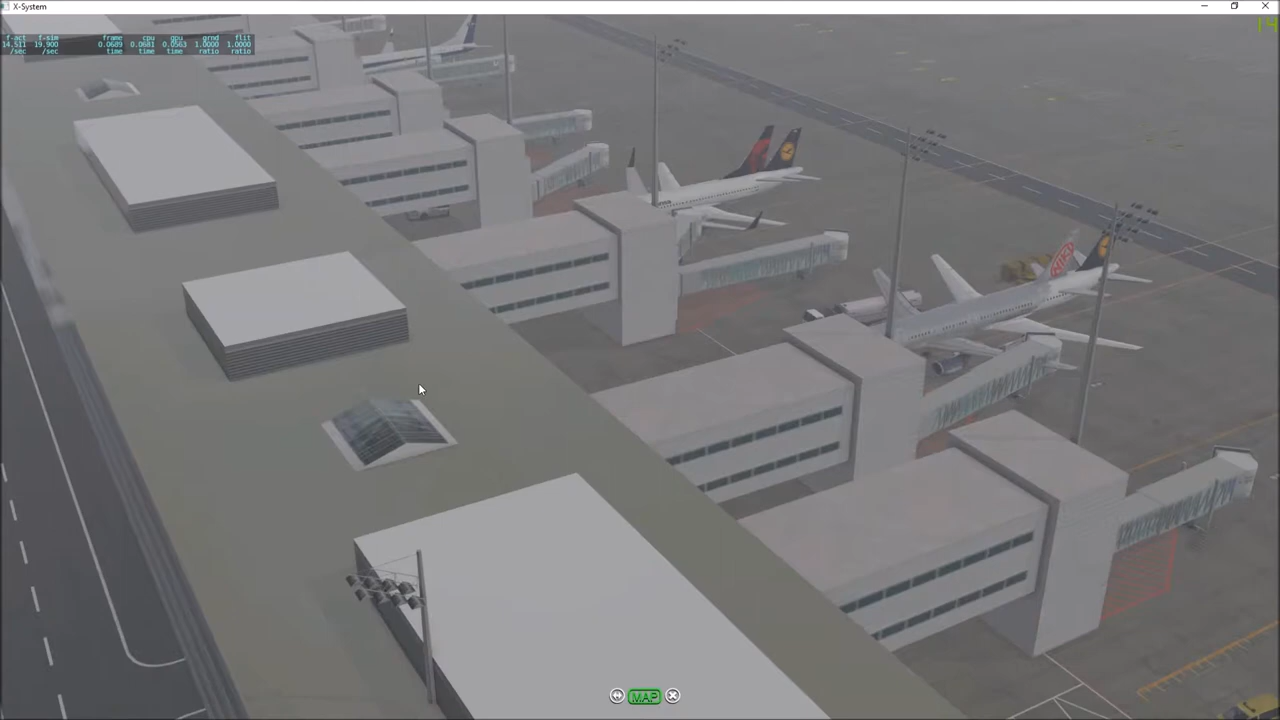 X-System
f-act f-sim frame cpu gpu grnd flit
14.511 19.900 0.0689 0.0681 0.0563 1.0000 1.0000
/sec /sec time time time ratio ratio
14
MAP